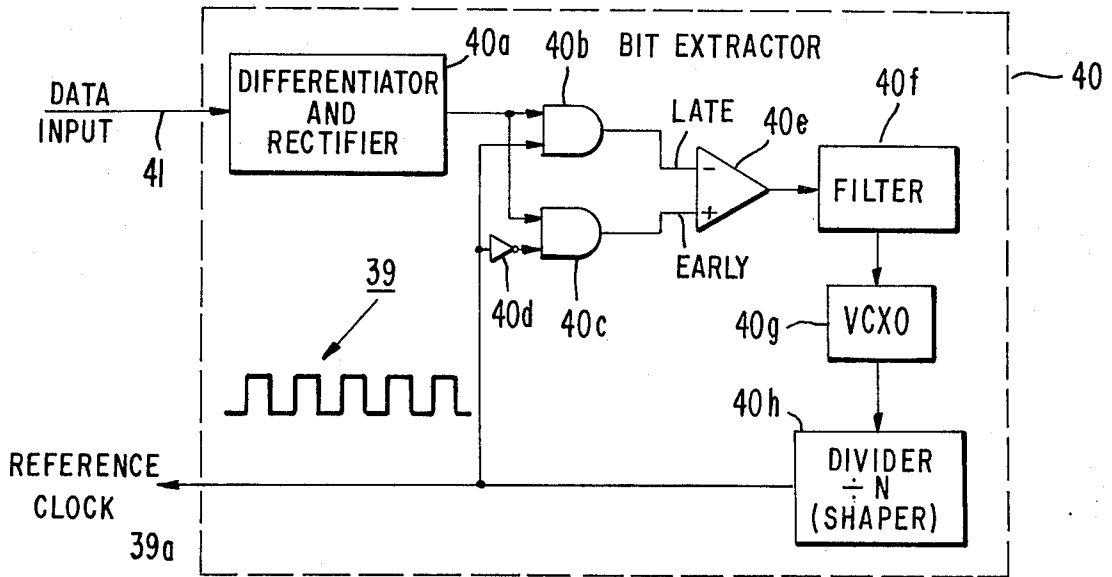 40a
40b
BIT EXTRACTOR
40
DATA
INPUT
41
DIFFERENTIATOR
AND
RECTIFIER
LATE
40e
40f
-
+
FILTER
EARLY
39
40d
40c
40g
VCXO
40h
REFERENCE
CLOCK
39a
DIVIDER
÷ N
(SHAPER)